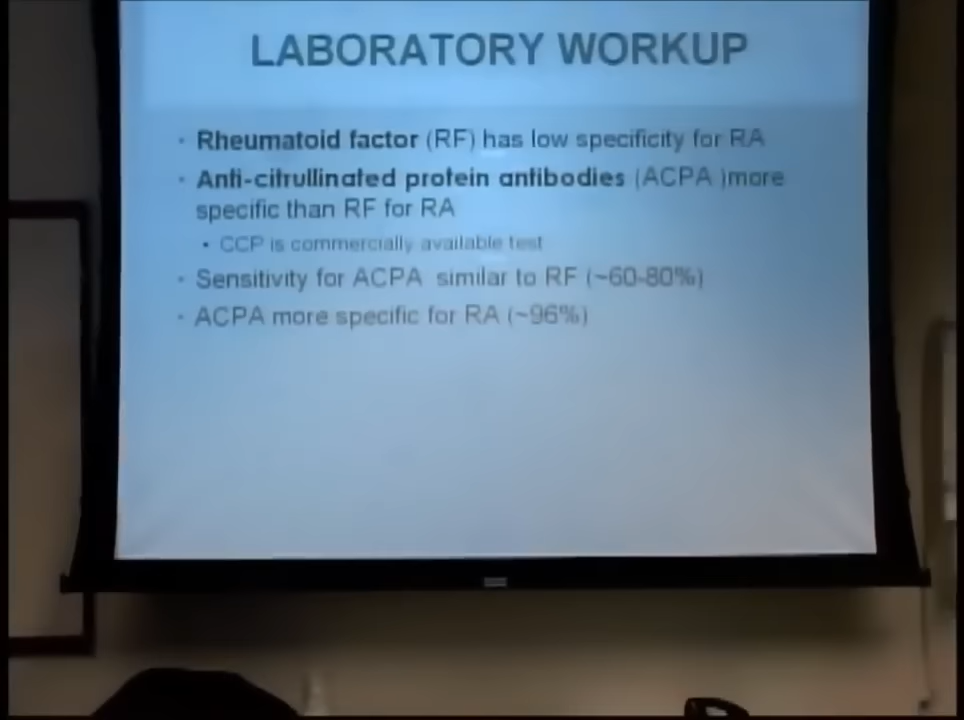 LABORATORY WORKUP
• Rheumatoid factor (RF) has low specificity for RA
• Anti-citrullinated protein antibodies (ACPA )more
specific than RF for RA
• CCP is commercially available test
• Sensitivity for ACPA similar to RF (~60-80%)
• ACPA more specific for RA (~96%)